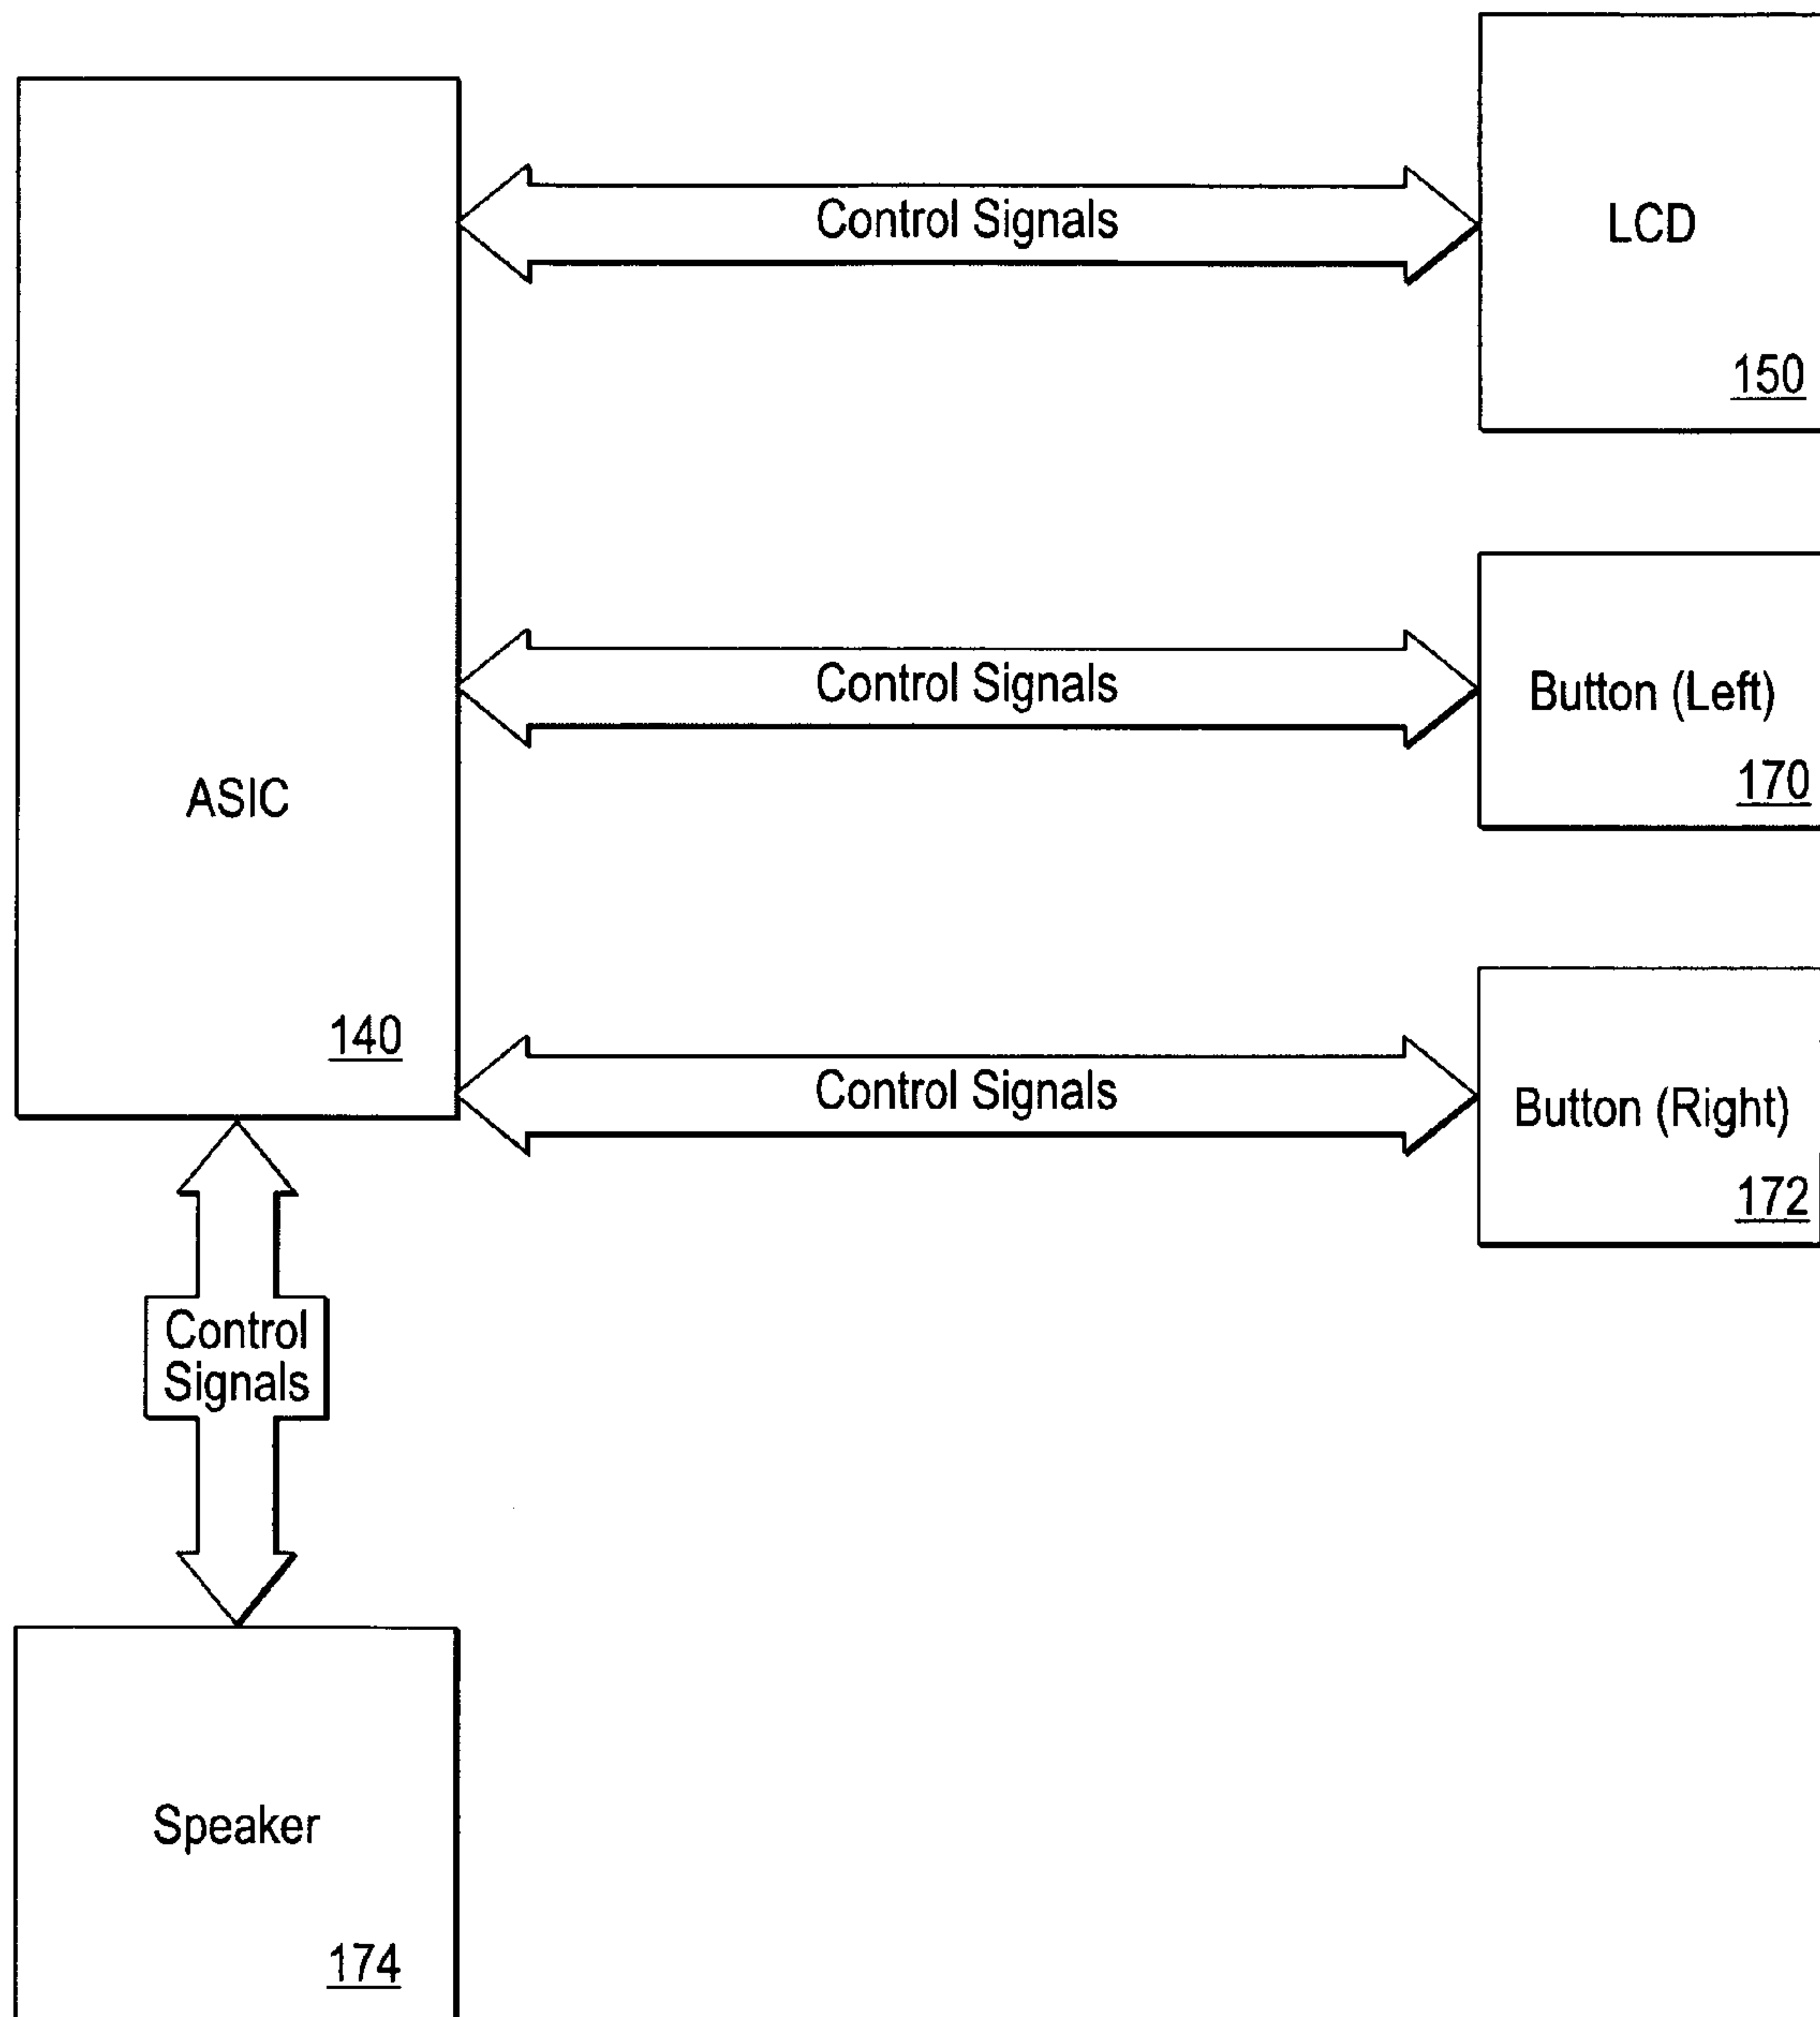 Control Signals
LCD
150
Control Signals
Button (Left)
170
ASIC
140
Control Signals
Button (Right)
172
Control
Signals
Speaker
174